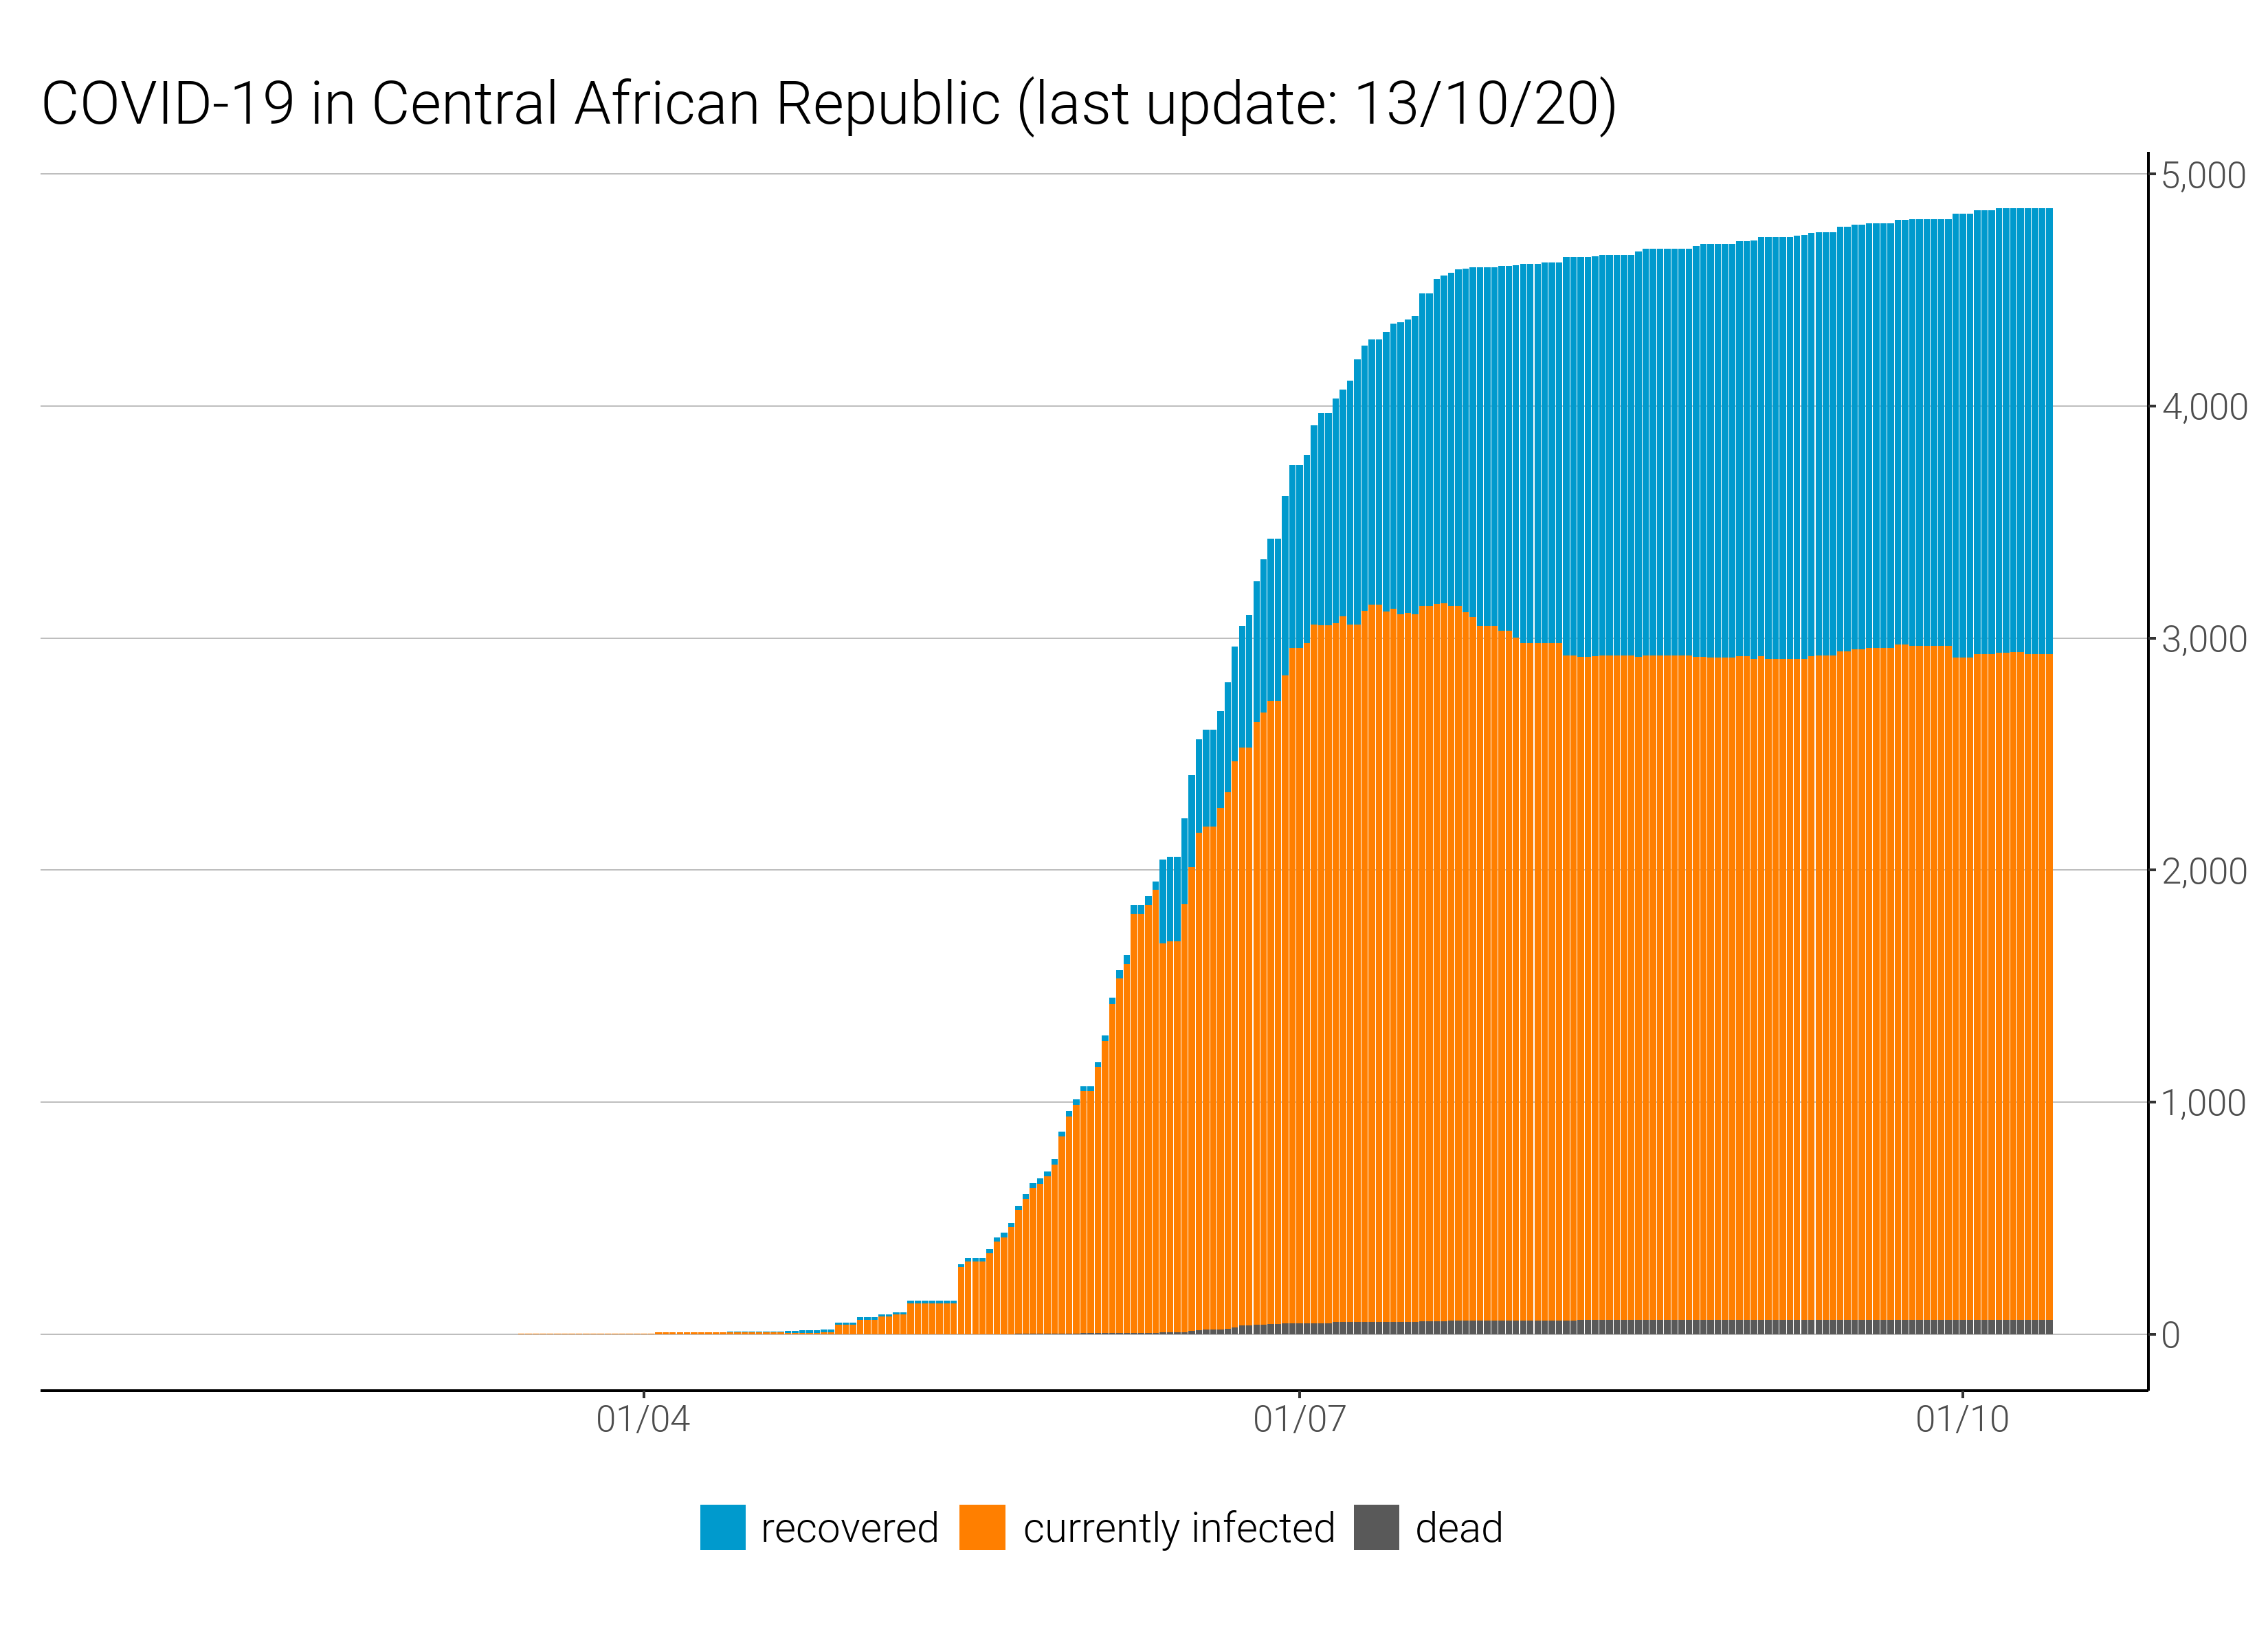 COVID-19 in Central African Republic (last update: 13/10/20)
5,000
4,000
3,000
2,000
1,000
0
01/04 01/07 01/10
recovered currently infected dead